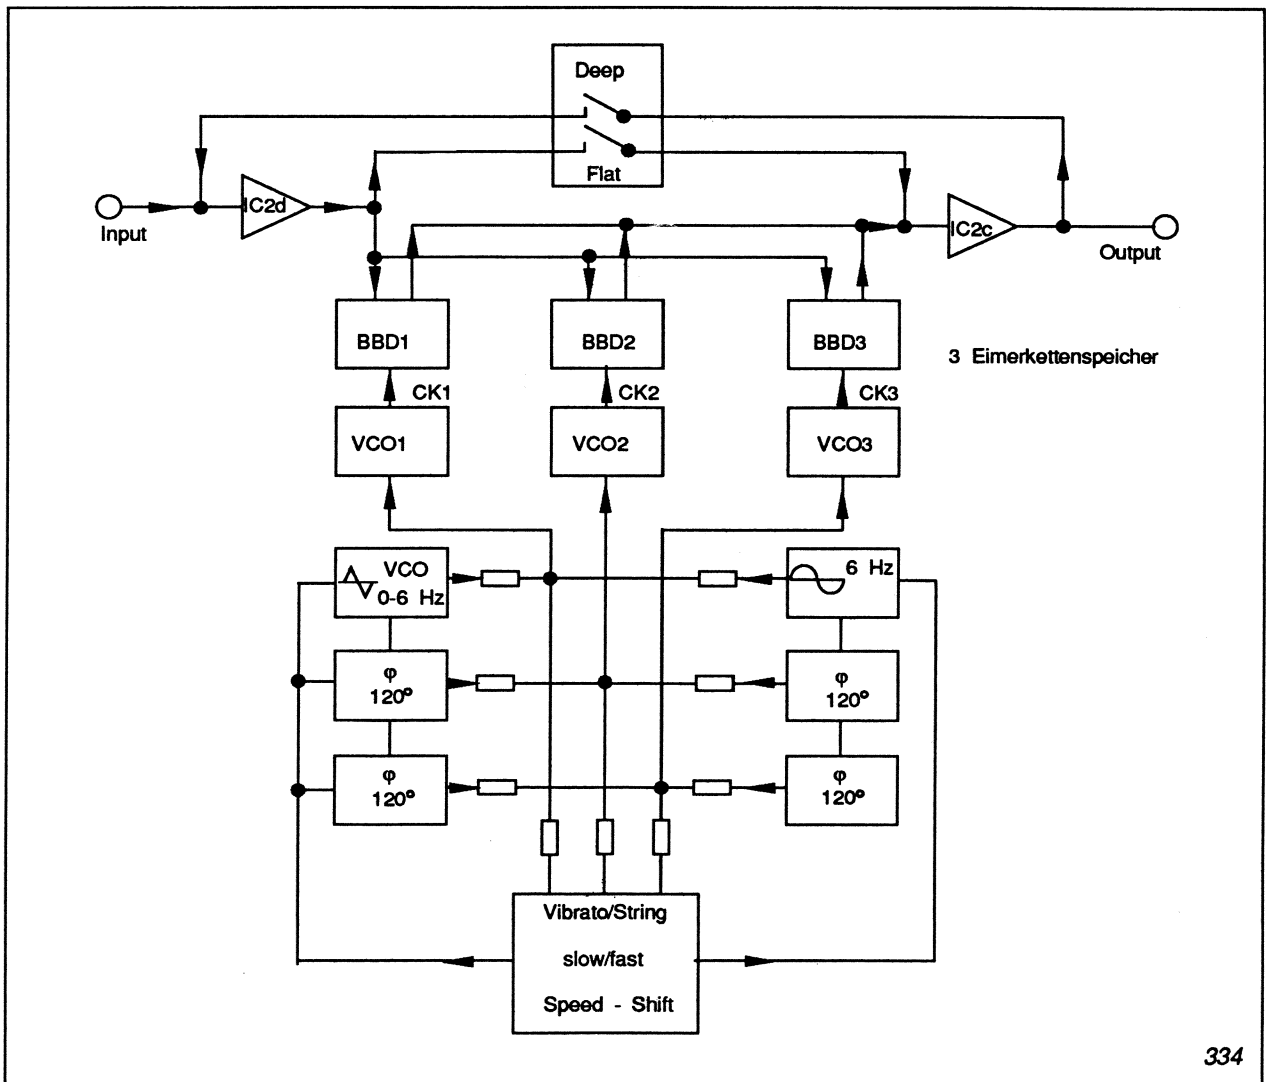 Deep
Flat
IC2d
Input
IC2c
Output
BBD1
BBD2
BBD3
3 Eimerkettenspeicher
CK1
CK2
CK3
VCO1
VCO2
VCO3
VCO
0-6 Hz
6 Hz
φ
120°
φ
120°
φ
120°
φ
120°
Vibrato/String
slow/fast
Speed - Shift
334